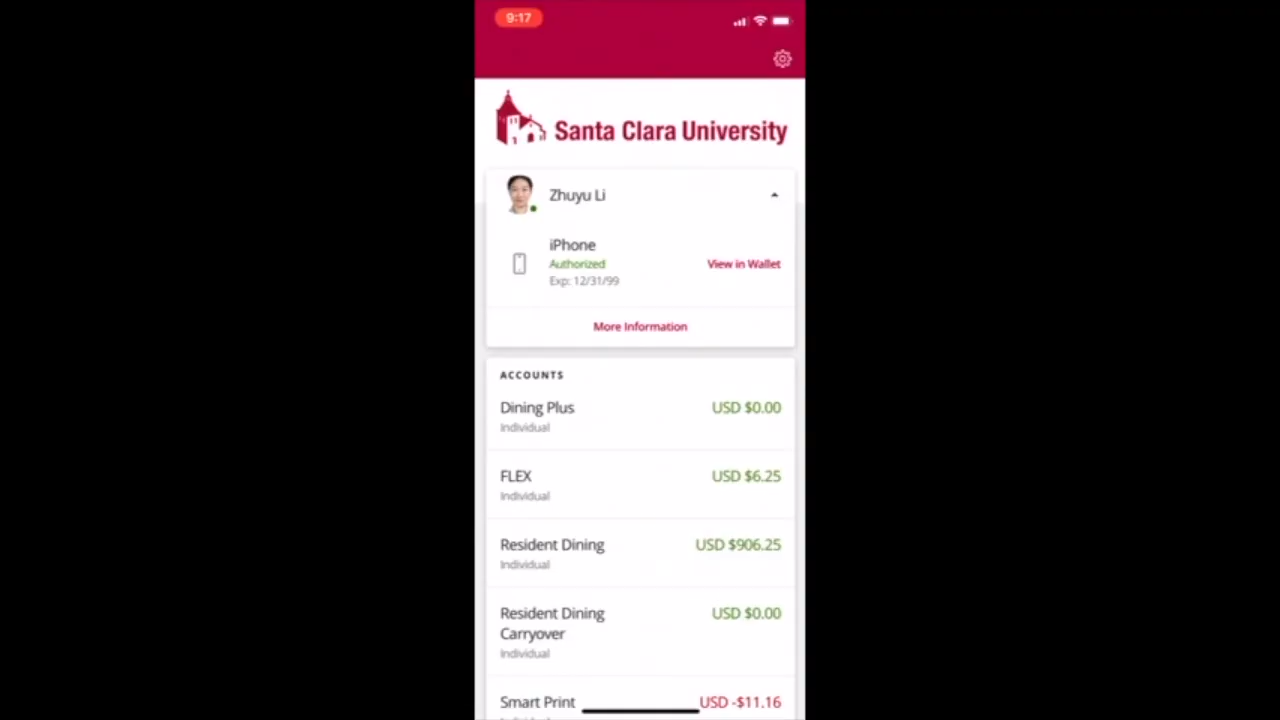 9:17
Santa Clara University
Zhuyu Li
iPhone
Authorized
View in Wallet
Exp: 12/31/99
More Information
ACCOUNTS
Dining Plus
USD $0.00
Individual
FLEX
USD $6.25
Individual
Resident Dining
USD $906.25
Individual
Resident Dining
USD $0.00
Carryover
Individual
Smart Print
USD -$11.16